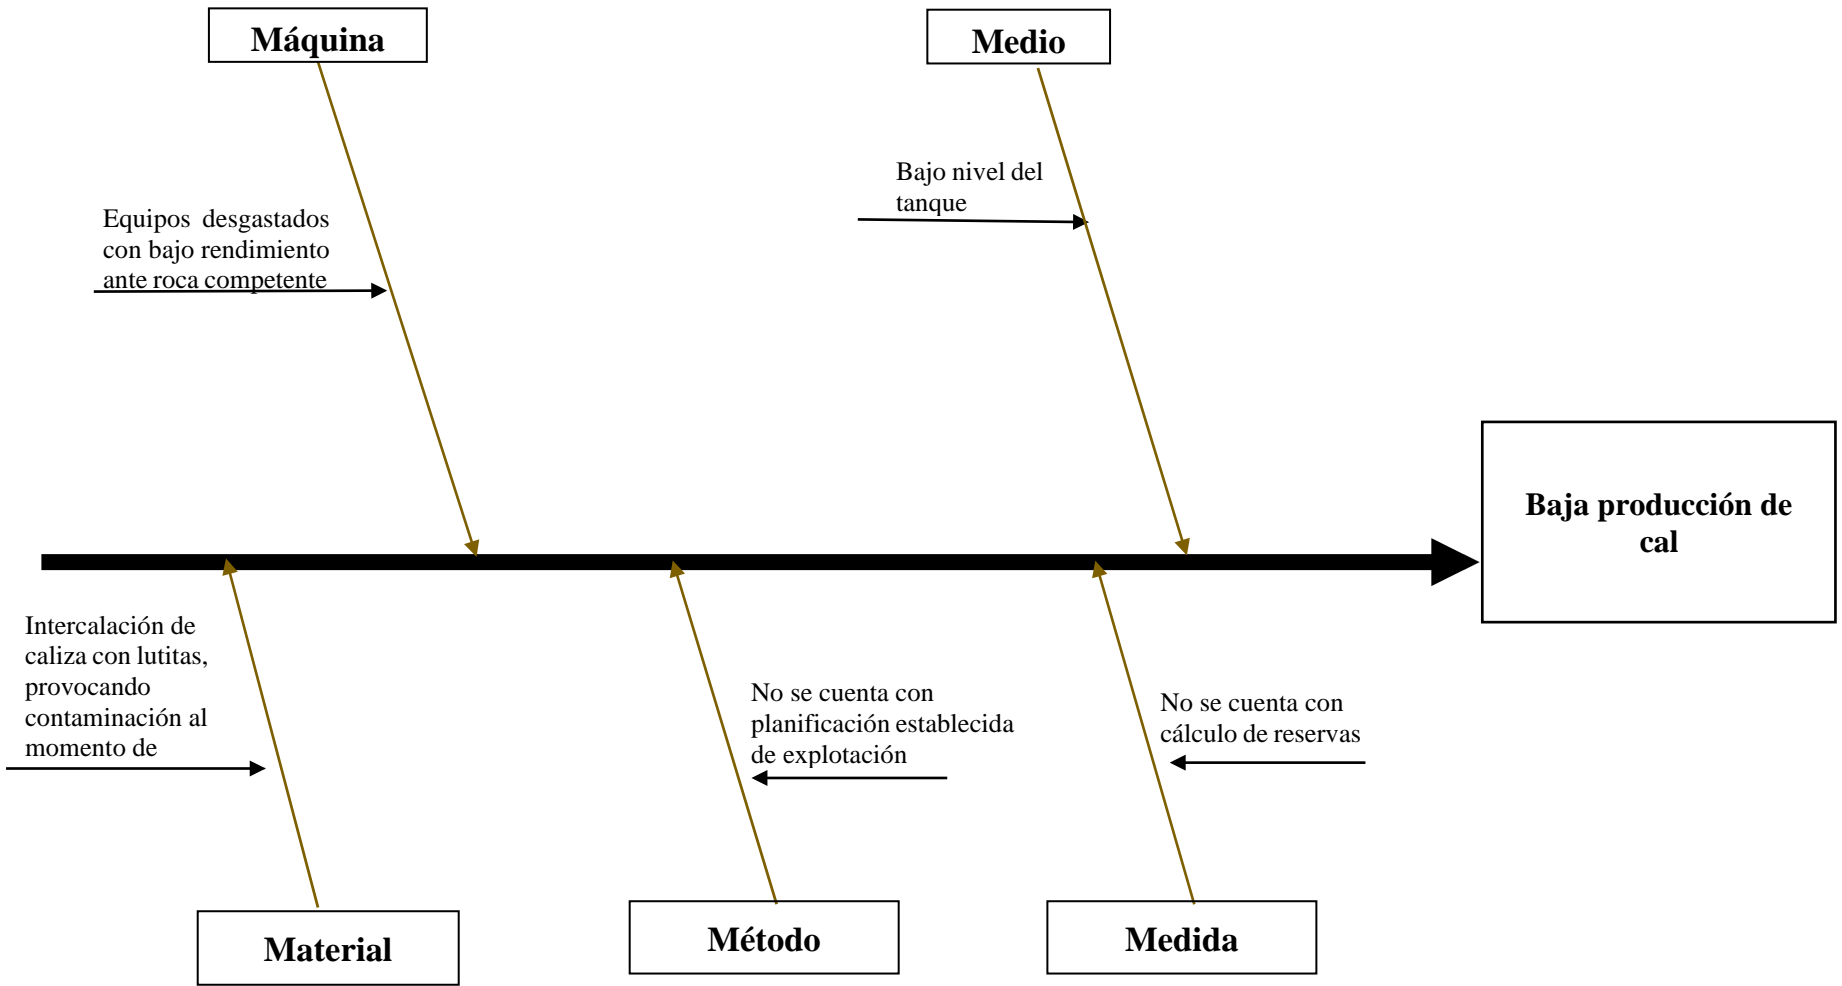 Máquina
Medio
Bajo nivel del
tanque
Equipos desgastados
con bajo rendimiento
ante roca competente
Baja producción de
cal
Intercalación de
caliza con lutitas,
provocando
contaminación al
momento de
No se cuenta con
planificación establecida
de explotación
No se cuenta con
cálculo de reservas
Material
Método
Medida